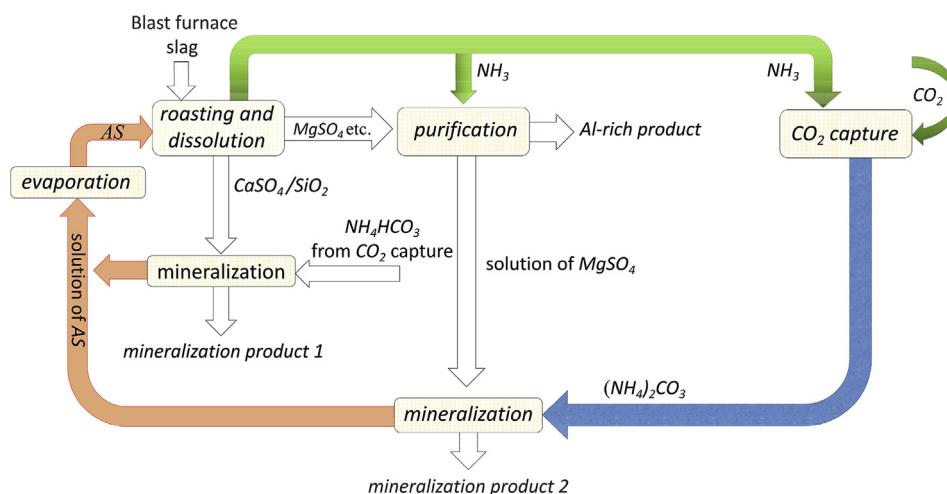 Blast furnace
slag
NH₃
NH₃
CO₂
roasting and
dissolution
MgSO₄ etc.
purification
Al-rich product
CO₂ capture
AS
evaporation
CaSO₄/SiO₂
NH₄HCO₃
from CO₂ capture
solution of MgSO₄
mineralization
solution of AS
mineralization product 1
(NH₄)₂CO₃
mineralization
mineralization product 2